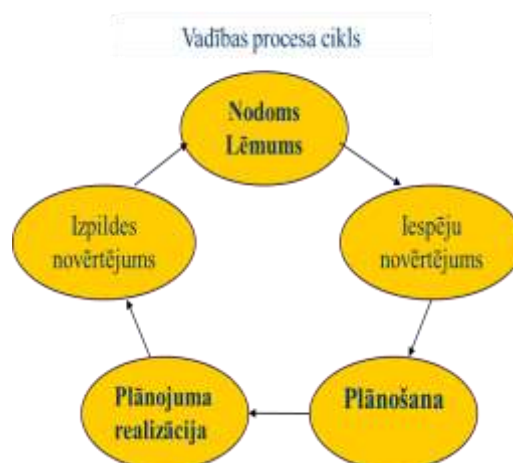 Vadības procesa cikls
Nodoms
Lēmums
Iespēju
novērtējums
Plānošana
Plānojuma
realizācija
Izpildes
novērtējums